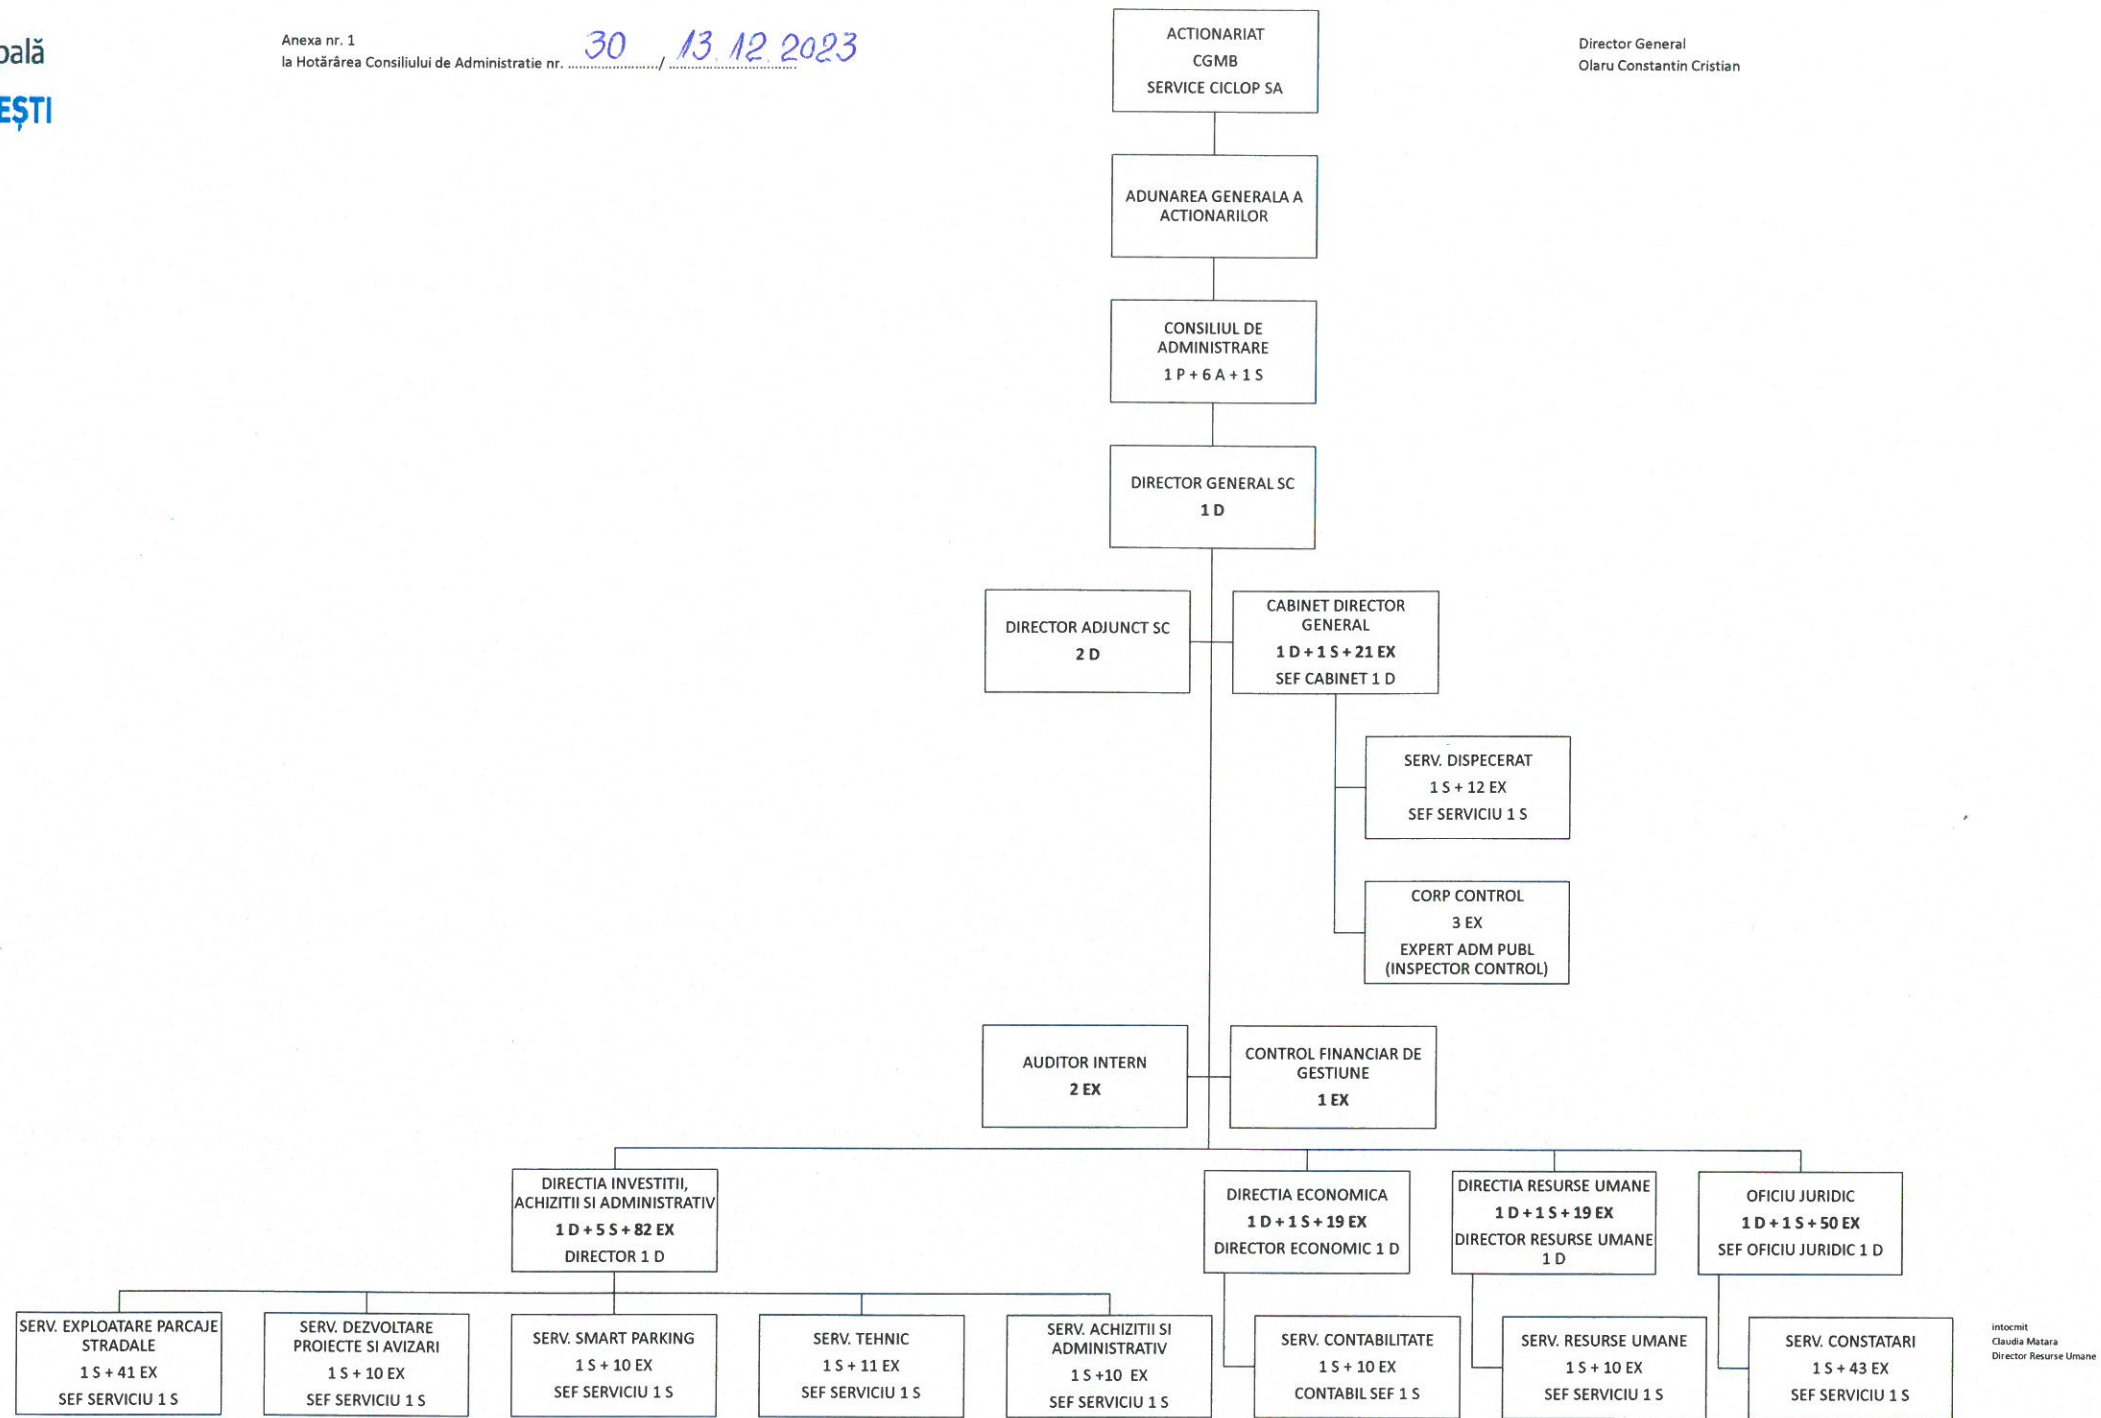 Anexa nr. 1
la Hotărârea Consiliului de Administratie nr. 30 / 13.12.2023
ACTIONARIAT
CGMB
SERVICE CICLOP SA
Director General
Olaru Constantin Cristian
pală
EȘTI
ADUNAREA GENERALA A
ACTIONARILOR
CONSILIUL DE
ADMINISTRARE
1 P + 6 A + 1 S
DIRECTOR GENERAL SC
1 D
DIRECTOR ADJUNCT SC
2 D
CABINET DIRECTOR
GENERAL
1 D + 1 S + 21 EX
SEF CABINET 1 D
SERV. DISPECERAT
1 S + 12 EX
SEF SERVICIU 1 S
CORP CONTROL
3 EX
EXPERT ADM PUBL
(INSPECTOR CONTROL)
AUDITOR INTERN
2 EX
CONTROL FINANCIAR DE
GESTIUNE
1 EX
DIRECTIA INVESTITII,
ACHIZITII SI ADMINISTRATIV
1 D + 5 S + 82 EX
DIRECTOR 1 D
DIRECTIA ECONOMICA
1 D + 1 S + 19 EX
DIRECTOR ECONOMIC 1 D
DIRECTIA RESURSE UMANE
1 D + 1 S + 19 EX
DIRECTOR RESURSE UMANE
1 D
OFICIU JURIDIC
1 D + 1 S + 50 EX
SEF OFICIU JURIDIC 1 D
SERV. EXPLOATARE PARCAJE
STRADALE
1 S + 41 EX
SEF SERVICIU 1 S
SERV. DEZVOLTARE
PROIECTE SI AVIZARI
1 S + 10 EX
SEF SERVICIU 1 S
SERV. SMART PARKING
1 S + 10 EX
SEF SERVICIU 1 S
SERV. TEHNIC
1 S + 11 EX
SEF SERVICIU 1 S
SERV. ACHIZITII SI
ADMINISTRATIV
1 S +10 EX
SEF SERVICIU 1 S
SERV. CONTABILITATE
1 S + 10 EX
CONTABIL SEF 1 S
SERV. RESURSE UMANE
1 S + 10 EX
SEF SERVICIU 1 S
SERV. CONSTATARI
1 S + 43 EX
SEF SERVICIU 1 S
intocmit
Claudia Matara
Director Resurse Umane